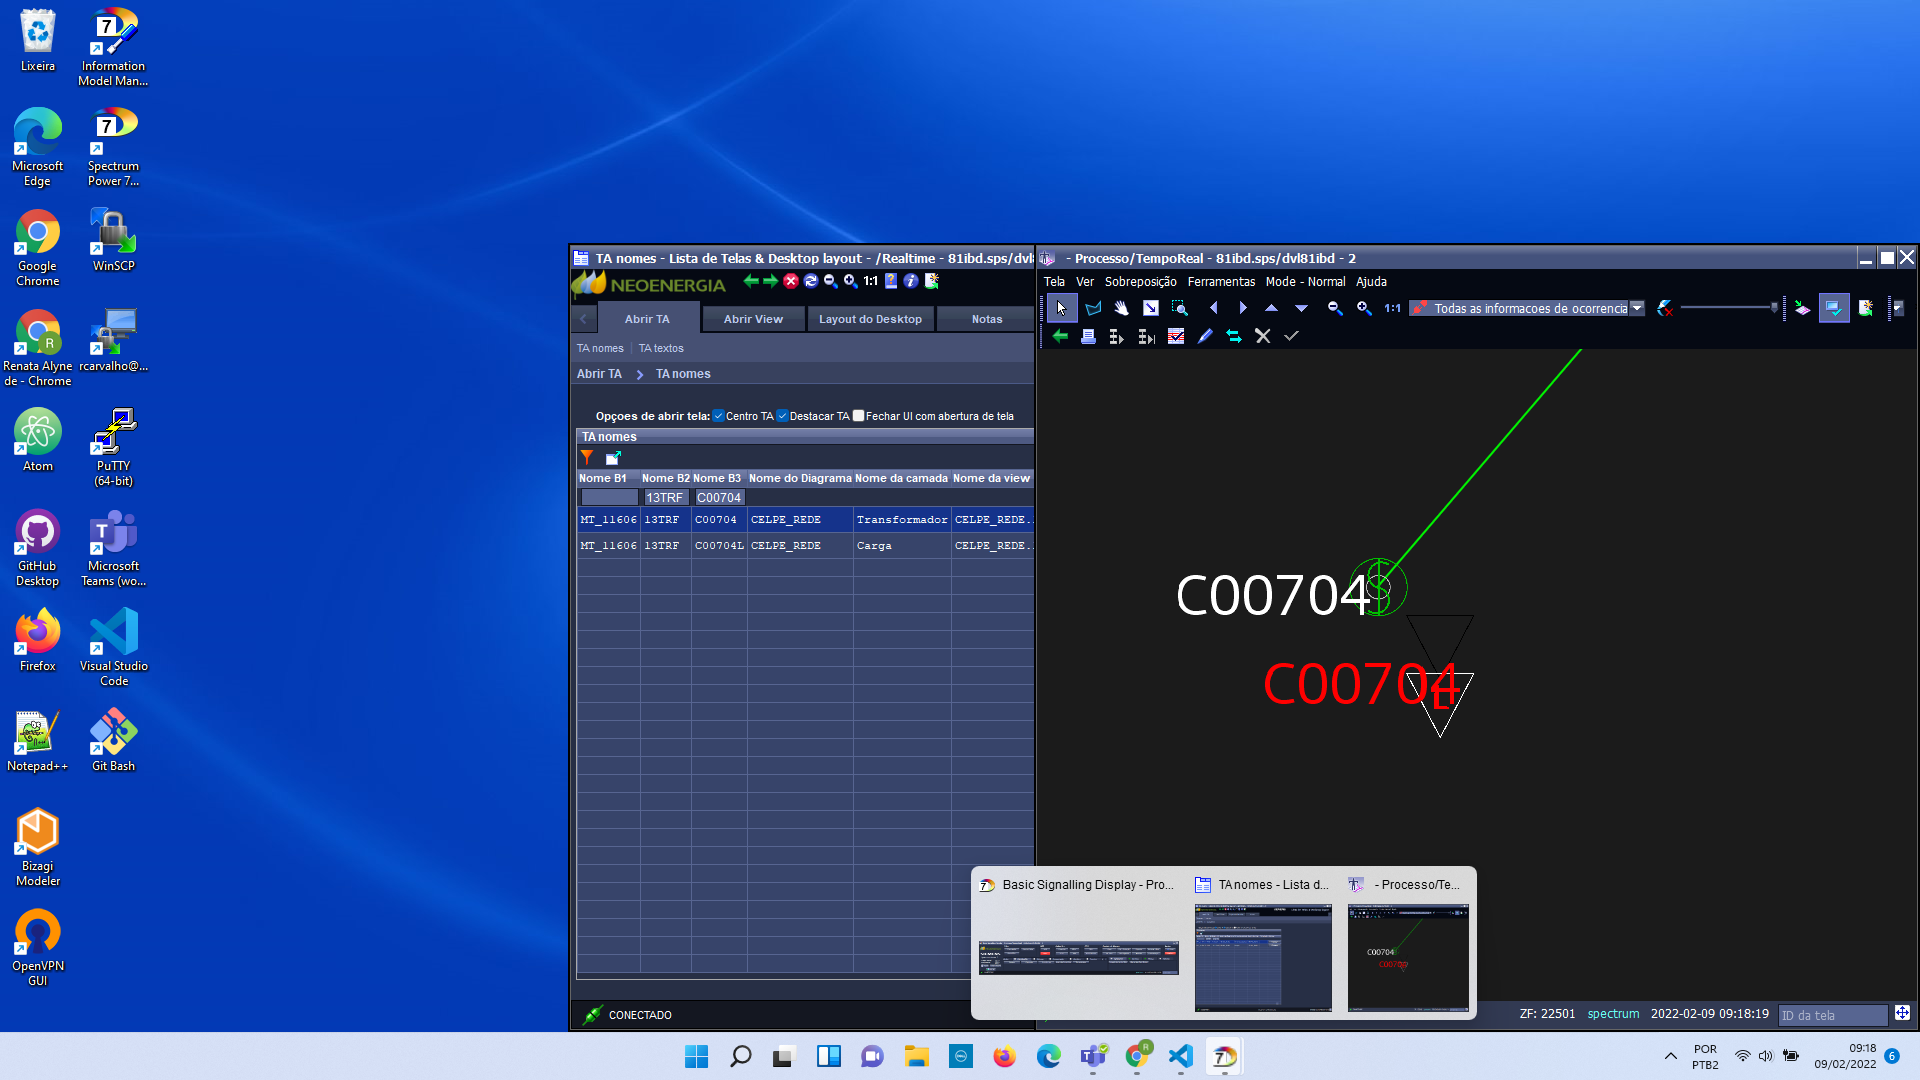 Lixeira
Information
Model Man...
Microsoft
Edge
Spectrum
Power 7...
Google
Chrome
WinSCP
Renata Alyne
de - Chrome
rcarvalho@...
Atom
PuTTY
(64-bit)
GitHub
Desktop
Microsoft
Teams (wo...
Firefox
Visual Studio
Code
Notepad++
Git Bash
Bizagi
Modeler
OpenVPN
GUI
TA nomes - Lista de Telas & Desktop layout - /Realtime - 81ibd.sps/dvl8
NEOENERGIA
1:1
Abrir TA
Abrir View
Layout do Desktop
Notas
TA nomes
TA textos
Abrir TA
TA nomes
Opçoes de abrir tela:
Centro TA
Destacar TA
Fechar UI com abertura de tela
TA nomes
Nome B1 Nome B2 Nome B3 Nome do Diagrama Nome da camada Nome da view
13TRF C00704
MT_11606 13TRF C00704 CELPE_REDE Transformador CELPE_REDE.
MT_11606 13TRF C00704L CELPE_REDE Carga CELPE_REDE.
CONECTADO
- Processo/TempoReal - 81ibd.sps/dvl81ibd - 2
Tela Ver Sobreposição Ferramentas Mode - Normal Ajuda
1:1
Todas as informacoes de ocorrencia
C00704
C00704
L
Basic Signalling Display - Pro...
TA nomes - Lista d...
- Processo/Te...
C00704
ZF: 22501
spectrum
2022-02-09 09:18:19
ID da tela
POR
PTB2
09:18
09/02/2022
6